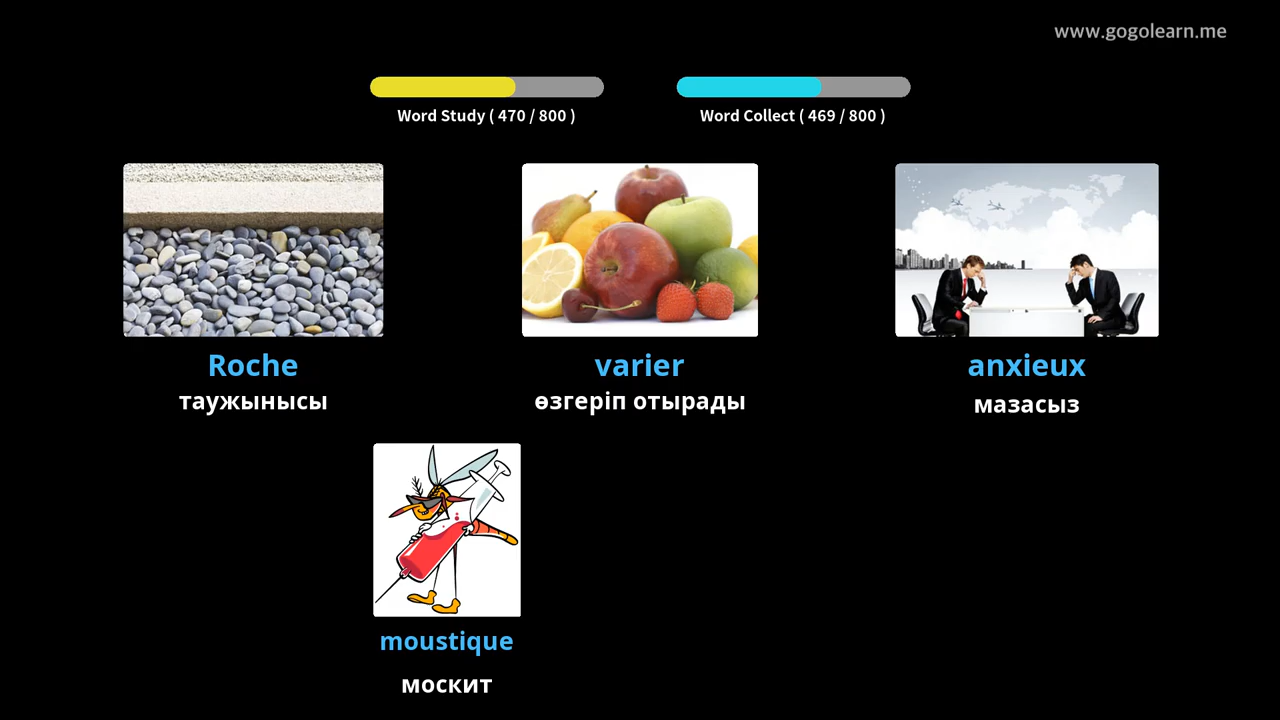 www.gogolearn.me
Word Study ( 470 / 800 )
Word Collect ( 469 / 800 )
Roche
varier
anxieux
таужынысы
өзгеріп отырады
мазасыз
moustique
москит